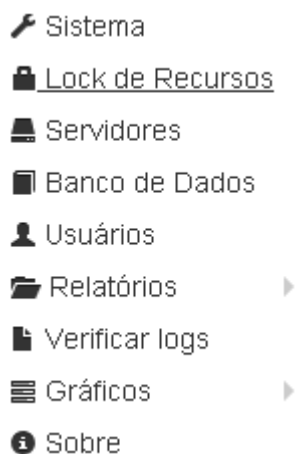 Sistema
Lock de Recursos
Servidores
Banco de Dados
Usuários
Relatórios
Verificar logs
Gráficos
Sobre